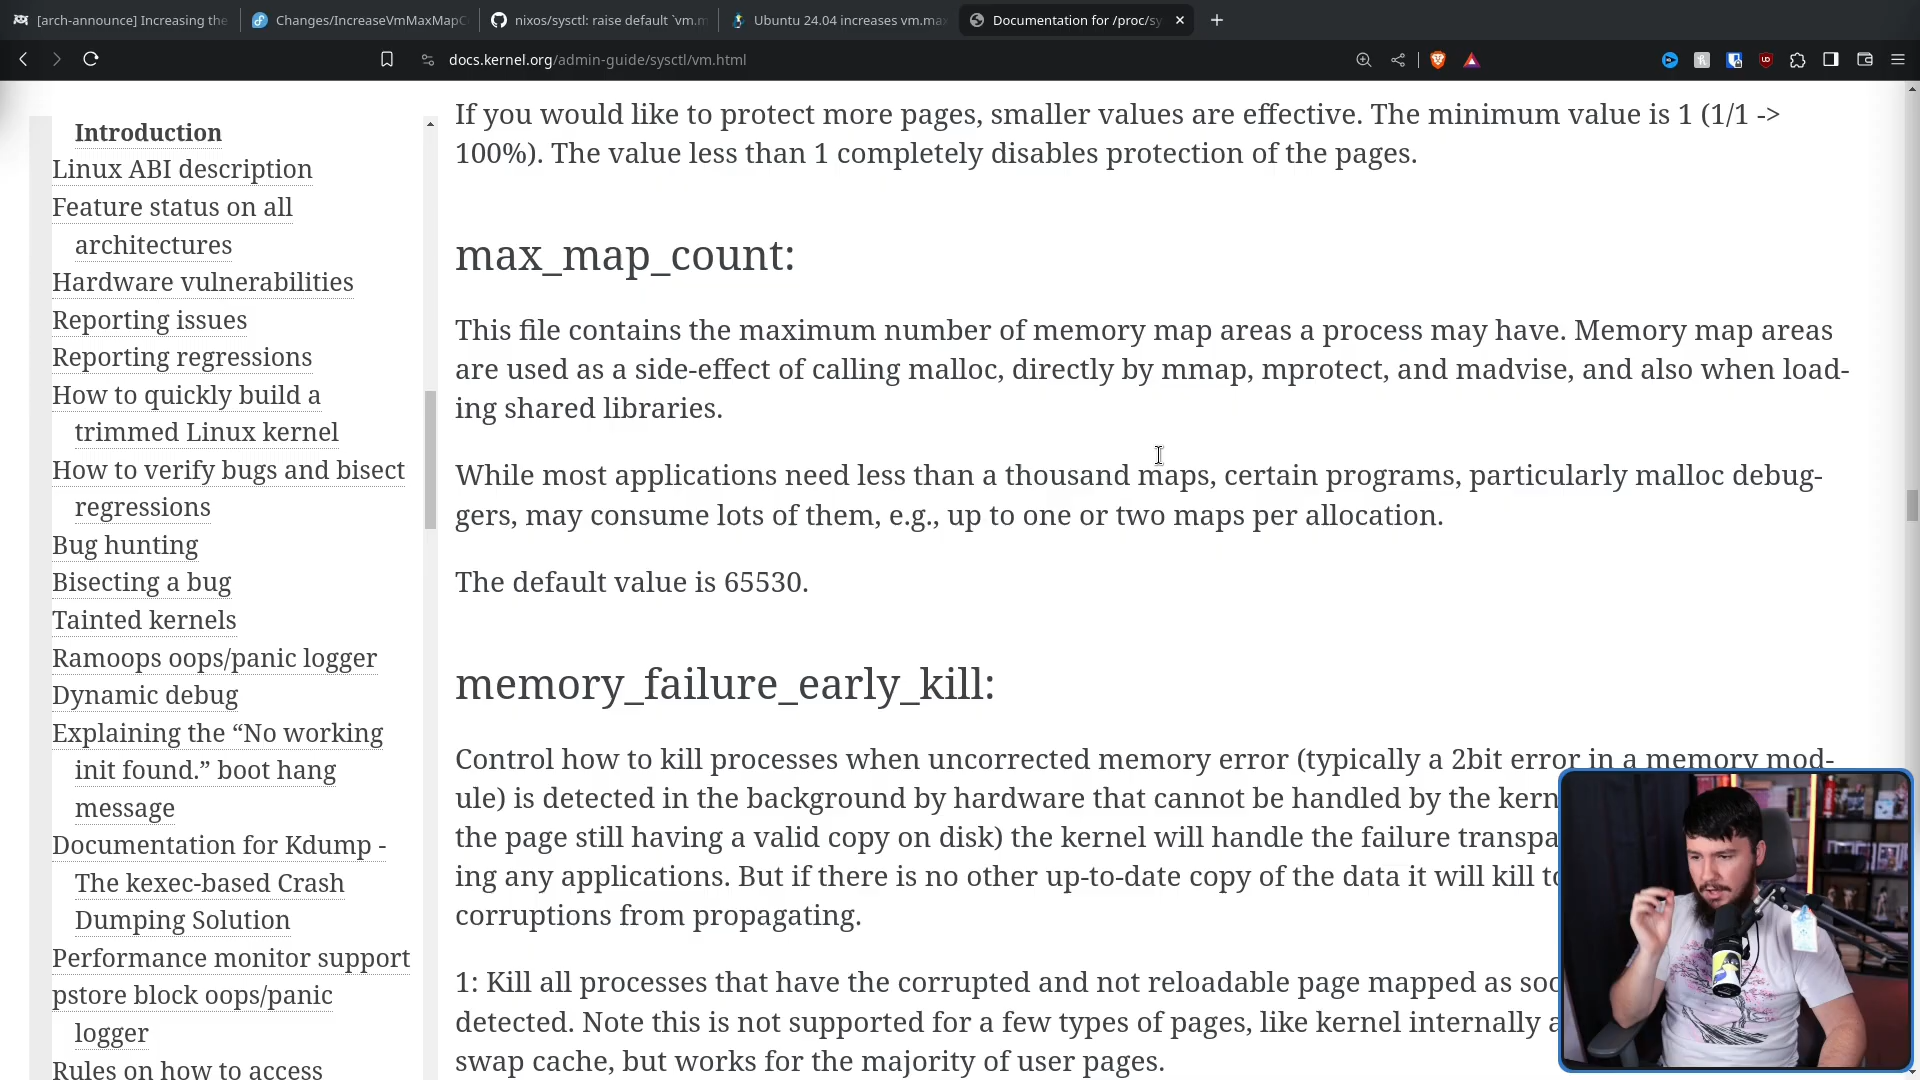 [arch-announce] Increasing the
Changes/IncreaseVmMaxMapC
nixos/sysctl: raise default `vm.m
Ubuntu 24.04 increases vm.max
Documentation for /proc/sy
docs.kernel.org/admin-guide/sysctl/vm.html
Introduction
Linux ABI description
Feature status on all
architectures
Hardware vulnerabilities
Reporting issues
Reporting regressions
How to quickly build a
trimmed Linux kernel
How to verify bugs and bisect
regressions
Bug hunting
Bisecting a bug
Tainted kernels
Ramoops oops/panic logger
Dynamic debug
Explaining the “No working
init found.” boot hang
message
Documentation for Kdump -
The kexec-based Crash
Dumping Solution
Performance monitor support
pstore block oops/panic
logger
Rules on how to access
If you would like to protect more pages, smaller values are effective. The minimum value is 1 (1/1 ->
100%). The value less than 1 completely disables protection of the pages.
max_map_count:
This file contains the maximum number of memory map areas a process may have. Memory map areas
are used as a side-effect of calling malloc, directly by mmap, mprotect, and madvise, and also when load-
ing shared libraries.
While most applications need less than a thousand maps, certain programs, particularly malloc debug-
gers, may consume lots of them, e.g., up to one or two maps per allocation.
The default value is 65530.
memory_failure_early_kill:
Control how to kill processes when uncorrected memory error (typically a 2bit error in a memory mod-
ule) is detected in the background by hardware that cannot be handled by the kern
the page still having a valid copy on disk) the kernel will handle the failure transpa
ing any applications. But if there is no other up-to-date copy of the data it will kill to
corruptions from propagating.
1: Kill all processes that have the corrupted and not reloadable page mapped as soo
detected. Note this is not supported for a few types of pages, like kernel internally a
swap cache, but works for the majority of user pages.